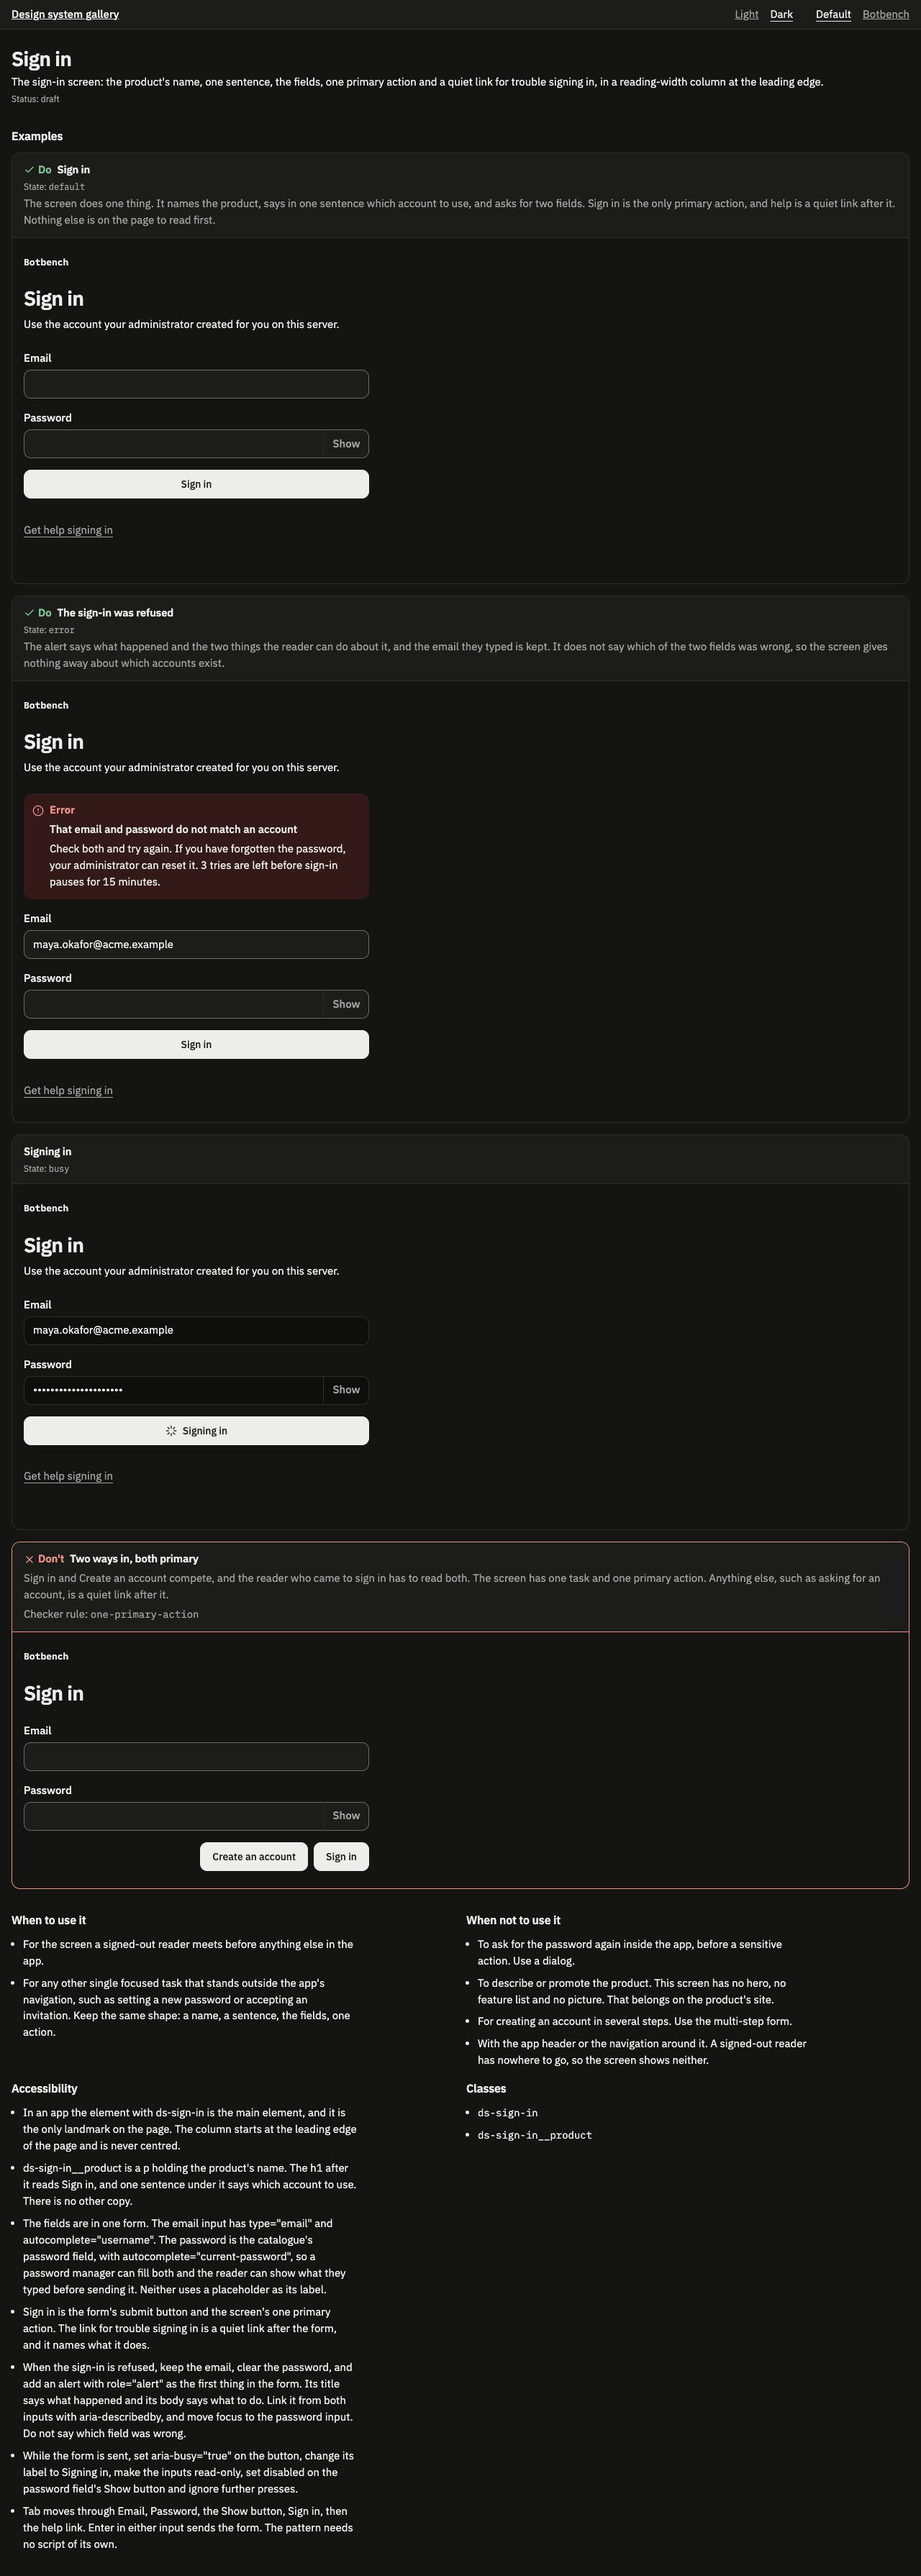 Design system gallery
Light Dark Default Botbench
Sign in
The sign-in screen: the product's name, one sentence, the fields, one primary action and a quiet link for trouble signing in, in a reading-width column at the leading edge.
Status: draft
Examples
Do Sign in
State: default
The screen does one thing. It names the product, says in one sentence which account to use, and asks for two fields. Sign in is the only primary action, and help is a quiet link after it.
Nothing else is on the page to read first.
Botbench
Sign in
Use the account your administrator created for you on this server.
Email
Password
Show
Sign in
Get help signing in
Do The sign-in was refused
State: error
The alert says what happened and the two things the reader can do about it, and the email they typed is kept. It does not say which of the two fields was wrong, so the screen gives
nothing away about which accounts exist.
Botbench
Sign in
Use the account your administrator created for you on this server.
Error
That email and password do not match an account
Check both and try again. If you have forgotten the password,
your administrator can reset it. 3 tries are left before sign-in
pauses for 15 minutes.
Email
maya.okafor@acme.example
Password
Show
Sign in
Get help signing in
Signing in
State: busy
Botbench
Sign in
Use the account your administrator created for you on this server.
Email
maya.okafor@acme.example
Password
•••••••••••••••••••••
Show
Signing in
Get help signing in
Don't Two ways in, both primary
Sign in and Create an account compete, and the reader who came to sign in has to read both. The screen has one task and one primary action. Anything else, such as asking for an
account, is a quiet link after it.
Checker rule: one-primary-action
Botbench
Sign in
Email
Password
Show
Create an account Sign in
When to use it
• For the screen a signed-out reader meets before anything else in the
app.
• For any other single focused task that stands outside the app's
navigation, such as setting a new password or accepting an
invitation. Keep the same shape: a name, a sentence, the fields, one
action.
When not to use it
• To ask for the password again inside the app, before a sensitive
action. Use a dialog.
• To describe or promote the product. This screen has no hero, no
feature list and no picture. That belongs on the product's site.
• For creating an account in several steps. Use the multi-step form.
• With the app header or the navigation around it. A signed-out reader
has nowhere to go, so the screen shows neither.
Accessibility
• In an app the element with ds-sign-in is the main element, and it is
the only landmark on the page. The column starts at the leading edge
of the page and is never centred.
• ds-sign-in__product is a p holding the product's name. The h1 after
it reads Sign in, and one sentence under it says which account to use.
There is no other copy.
• The fields are in one form. The email input has type="email" and
autocomplete="username". The password is the catalogue's
password field, with autocomplete="current-password", so a
password manager can fill both and the reader can show what they
typed before sending it. Neither uses a placeholder as its label.
• Sign in is the form's submit button and the screen's one primary
action. The link for trouble signing in is a quiet link after the form,
and it names what it does.
• When the sign-in is refused, keep the email, clear the password, and
add an alert with role="alert" as the first thing in the form. Its title
says what happened and its body says what to do. Link it from both
inputs with aria-describedby, and move focus to the password input.
Do not say which field was wrong.
• While the form is sent, set aria-busy="true" on the button, change its
label to Signing in, make the inputs read-only, set disabled on the
password field's Show button and ignore further presses.
• Tab moves through Email, Password, the Show button, Sign in, then
the help link. Enter in either input sends the form. The pattern needs
no script of its own.
Classes
• ds-sign-in
• ds-sign-in__product